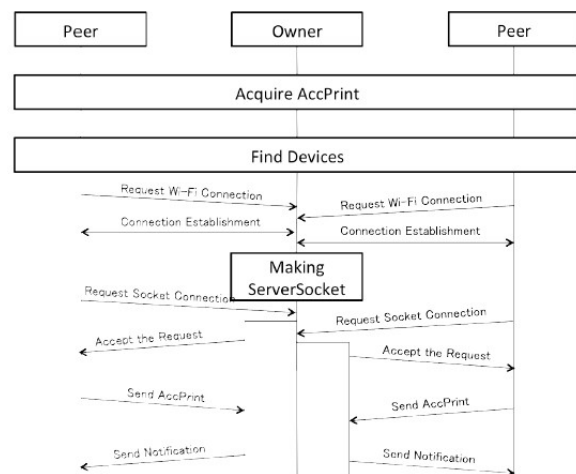 Peer
Owner
Peer
Acquire AccPrint
Find Devices
Request Wi-Fi Connection
Request Wi-Fi Connection
Connection Establishment
Connection Establishment
Making
ServerSocket
Request Socket Connection
Request Socket Connection
Accept the Request
Accept the Request
Send AccPrint
Send AccPrint
Send Notification
Send Notification